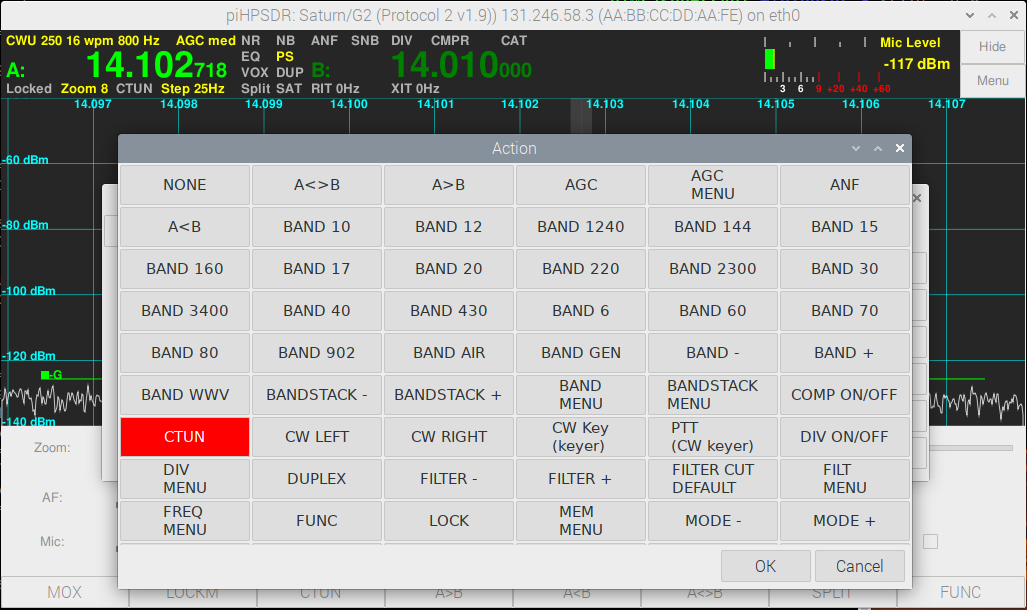 piHPSDR: Saturn/G2 (Protocol 2 v1.9)) 131.246.58.3 (AA:BB:CC:DD:AA:FE) on eth0
CWU 250 16 wpm 800 Hz AGC med NR NB ANF SNB DIV CMPR CAT
A: 14.102718 EQ PS B: 14.010000
VOX DUP
Locked Zoom 8 CTUN Step 25Hz Split SAT RIT 0Hz XIT 0Hz
Mic Level
-117 dBm
3 6 9 +20 +40 +60
Hide
Menu
14.097 14.098 14.099 14.100 14.101 14.102 14.103 14.104 14.105 14.106 14.107
-60 dBm
-80 dBm
-100 dBm
-120 dBm
-G
-140 dBm
Action
NONE A<>B A>B AGC AGC MENU ANF
A<B BAND 10 BAND 12 BAND 1240 BAND 144 BAND 15
BAND 160 BAND 17 BAND 20 BAND 220 BAND 2300 BAND 30
BAND 3400 BAND 40 BAND 430 BAND 6 BAND 60 BAND 70
BAND 80 BAND 902 BAND AIR BAND GEN BAND - BAND +
BAND WWV BANDSTACK - BANDSTACK + BAND MENU BANDSTACK MENU COMP ON/OFF
CTUN CW LEFT CW RIGHT CW Key (keyer) PTT (CW keyer) DIV ON/OFF
DIV MENU DUPLEX FILTER - FILTER + FILTER CUT DEFAULT FILT MENU
FREQ MENU FUNC LOCK MEM MENU MODE - MODE +
OK Cancel
Zoom:
AF:
Mic:
MOX LOCKM CTUN A>B A<B A<>B SPLIT FUNC